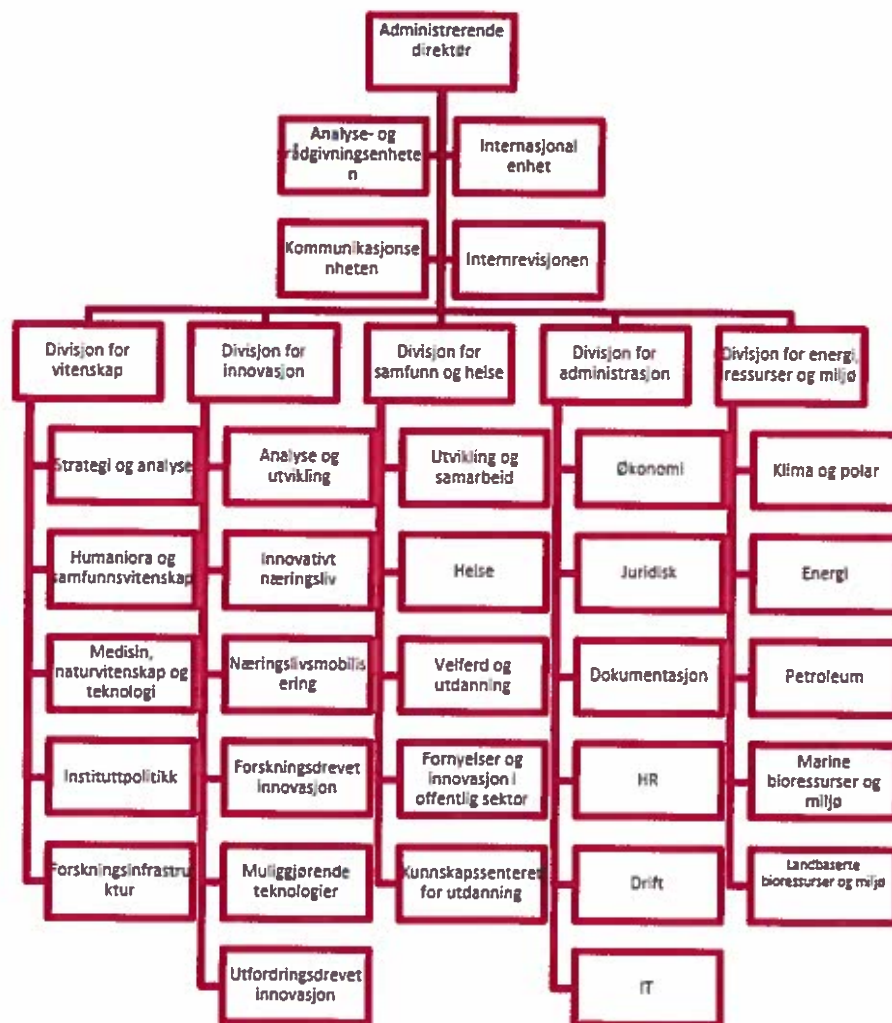 Administrerende
direktør
Analyse- og
rådgivningsenhete
n
Internasjonal
enhet
Kommunikasjonse
nheten
Internrevisjonen
Divisjon for
vitenskap
Divisjon for
innovasjon
Divisjon for
samfunn og helse
Divisjon for
administrasjon
Divisjon for energi,
ressurser og miljø
Strategi og analyse
Humaniora og
samfunnsvitenskap
Medisin,
naturvitenskap og
teknologi
Instituttpolitikk
Forskningsinfrastru
ktur
Analyse og
utvikling
Innovativt
næringsliv
Næringslivsmobilis
ering
Forskningsdrevet
innovasjon
Muliggjørende
teknologier
Utfordringsdrevet
innovasjon
Utvikling og
samarbeid
Helse
Velferd og
utdanning
Fornyelser og
innovasjon i
offentlig sektor
Kunnskapssenteret
for utdanning
Økonomi
Juridisk
Dokumentasjon
HR
Drift
IT
Klima og polar
Energi
Petroleum
Marine
bioressurser og
miljø
Landbaserte
bioressurser og miljø